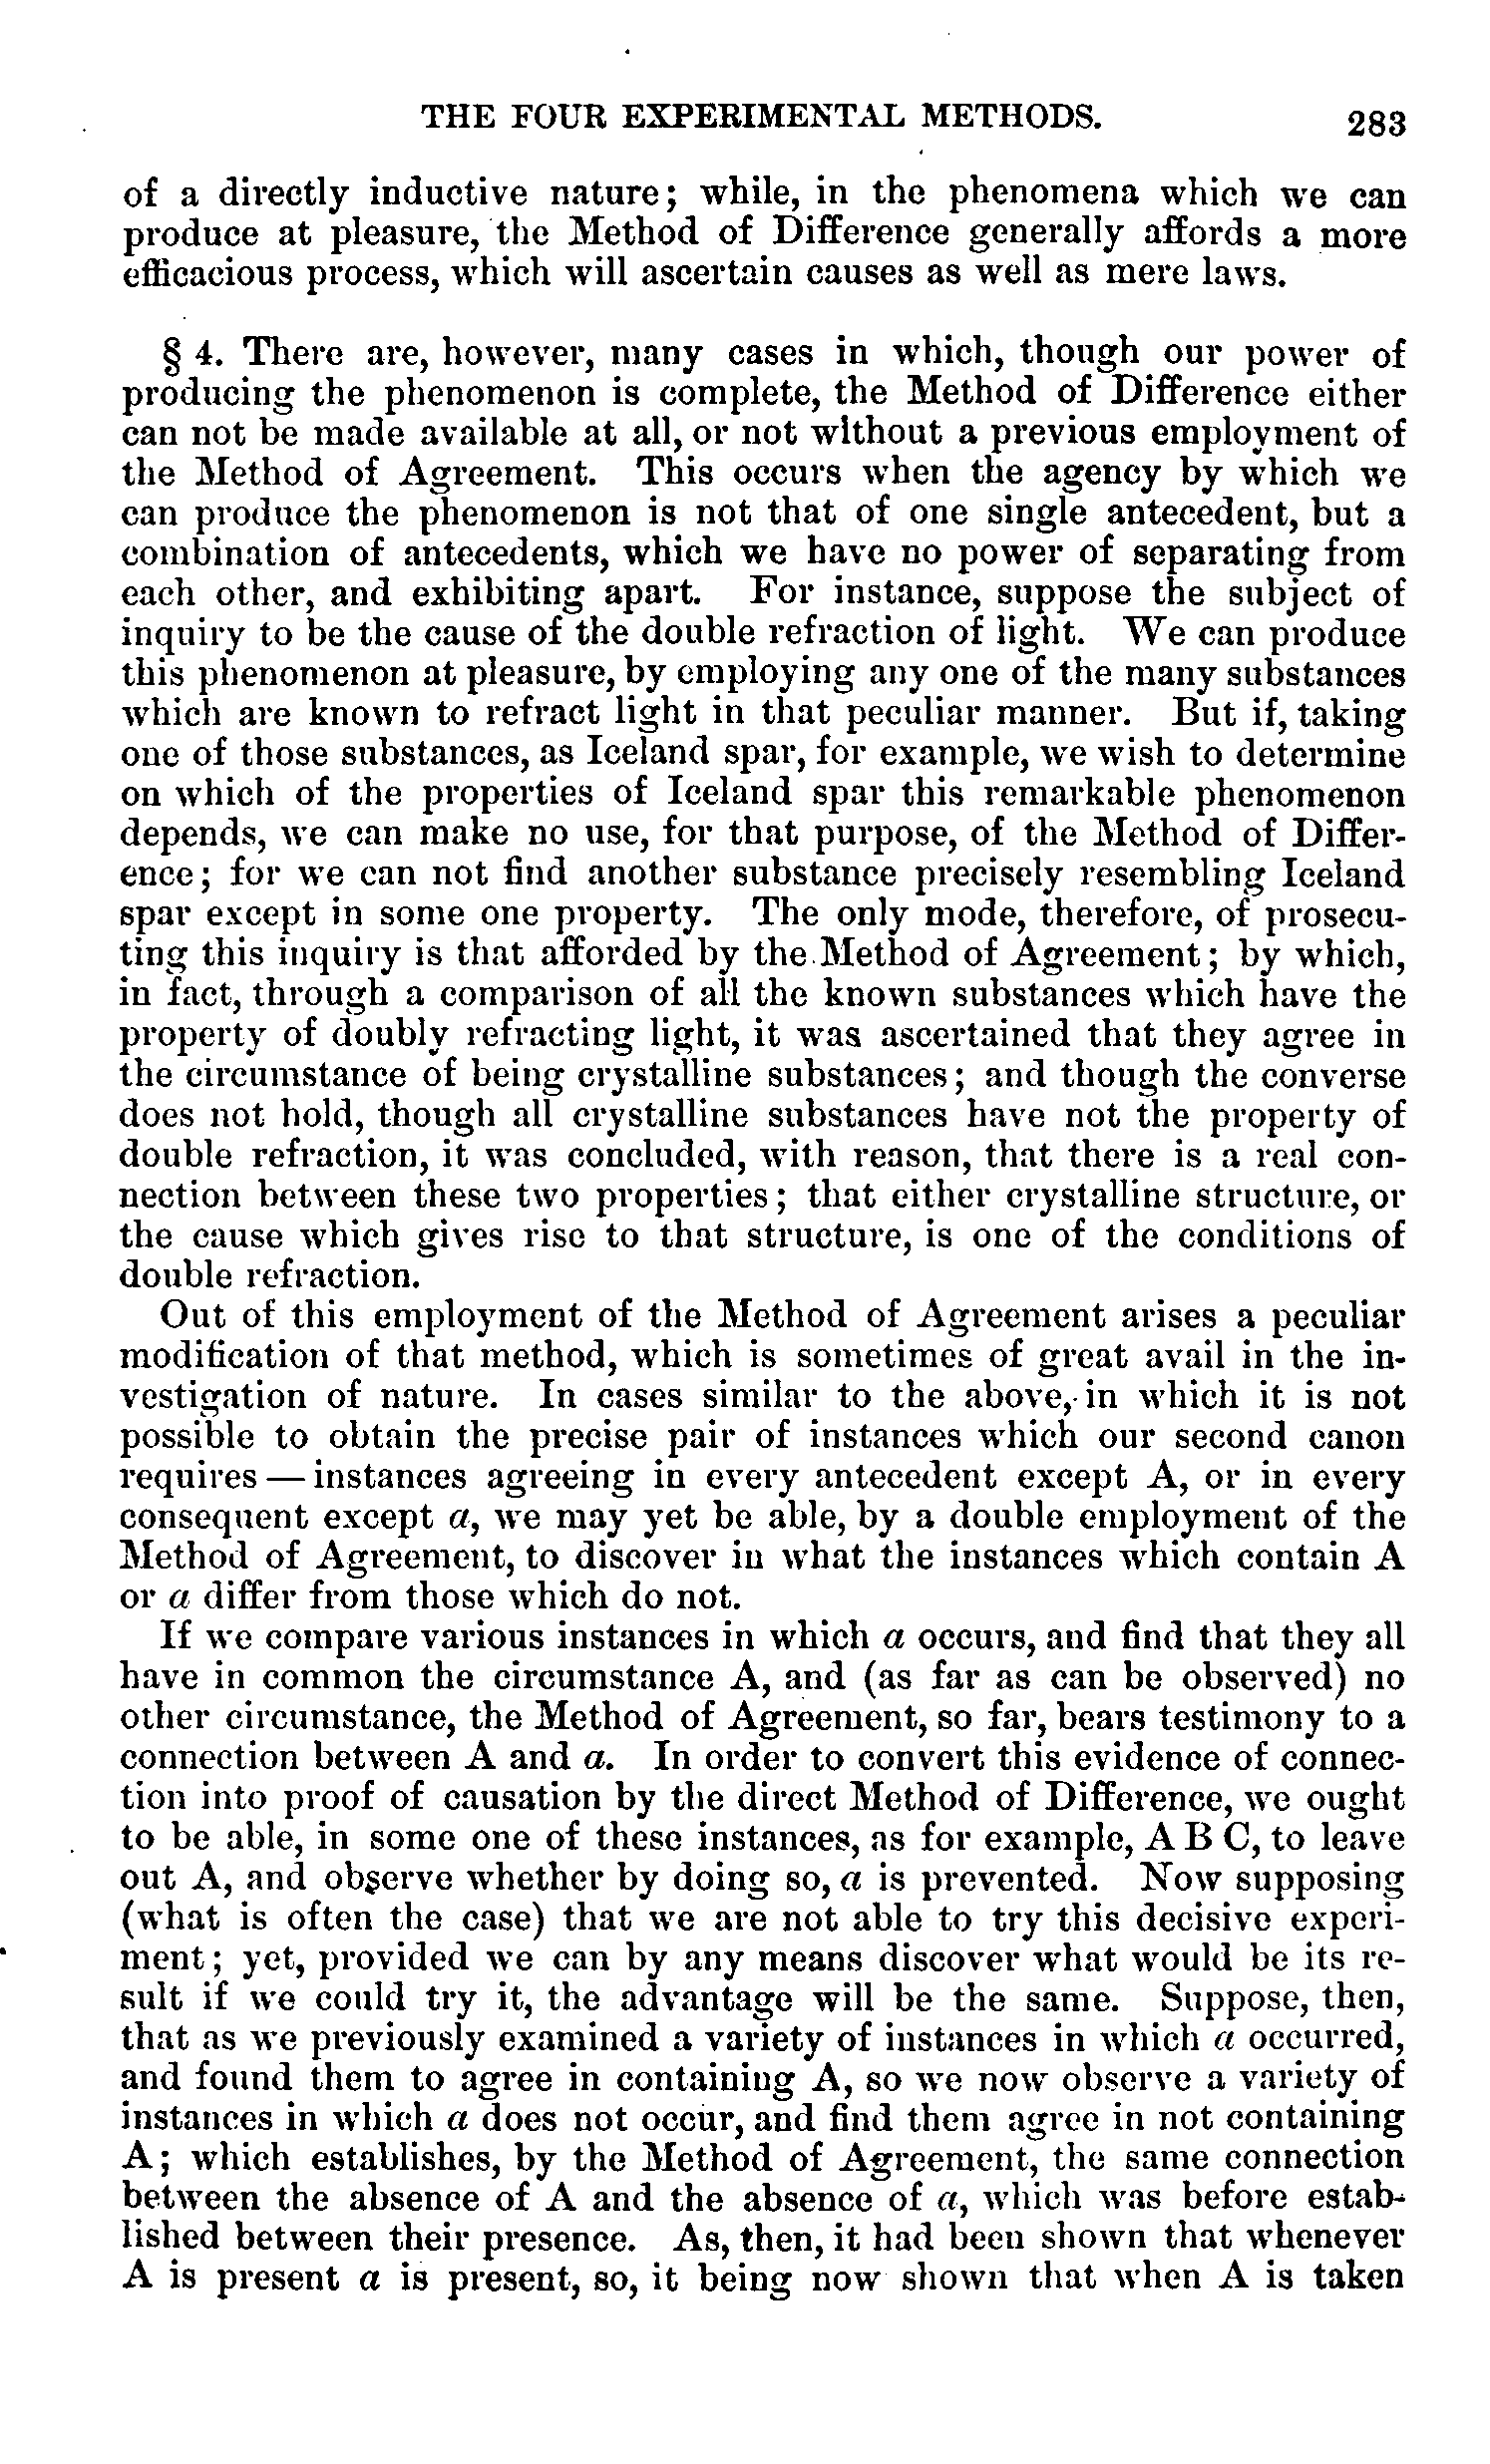 THE FOUR EXPERIMENTAL METHODS. 283
of a directly inductive nature; while, in the phenomena which we can
produce at pleasure, the Method of Difference generally affords a more
efficacious process, which will ascertain causes as well as mere laws.
§ 4. There are, however, many cases in which, though our power of
producing the phenomenon is complete, the Method of Difference either
can not be made available at all, or not without a previous employment of
the Method of Agreement. This occurs when the agency by which we
can produce the phenomenon is not that of one single antecedent, but a
combination of antecedents, which we have no power of separating from
each other, and exhibiting apart. For instance, suppose the subject of
inquiry to be the cause of the double refraction of light. We can produce
this phenomenon at pleasure, by employing any one of the many substances
which are known to refract light in that peculiar manner. But if, taking
one of those substances, as Iceland spar, for example, we wish to determine
on which of the properties of Iceland spar this remarkable phenomenon
depends, we can make no use, for that purpose, of the Method of Differ-
ence; for we can not find another substance precisely resembling Iceland
spar except in some one property. The only mode, therefore, of prosecu-
ting this inquiry is that afforded by the Method of Agreement; by which,
in fact, through a comparison of all the known substances which have the
property of doubly refracting light, it was ascertained that they agree in
the circumstance of being crystalline substances; and though the converse
does not hold, though all crystalline substances have not the property of
double refraction, it was concluded, with reason, that there is a real con-
nection between these two properties; that either crystalline structure, or
the cause which gives rise to that structure, is one of the conditions of
double refraction.
Out of this employment of the Method of Agreement arises a peculiar
modification of that method, which is sometimes of great avail in the in-
vestigation of nature. In cases similar to the above, in which it is not
possible to obtain the precise pair of instances which our second canon
requires — instances agreeing in every antecedent except A, or in every
consequent except a, we may yet be able, by a double employment of the
Method of Agreement, to discover in what the instances which contain A
or a differ from those which do not.
If we compare various instances in which a occurs, and find that they all
have in common the circumstance A, and (as far as can be observed) no
other circumstance, the Method of Agreement, so far, bears testimony to a
connection between A and a. In order to convert this evidence of connec-
tion into proof of causation by the direct Method of Difference, we ought
to be able, in some one of these instances, as for example, A B C, to leave
out A, and observe whether by doing so, a is prevented. Now supposing
(what is often the case) that we are not able to try this decisive experi-
ment; yet, provided we can by any means discover what would be its re-
sult if we could try it, the advantage will be the same. Suppose, then,
that as we previously examined a variety of instances in which a occurred,
and found them to agree in containing A, so we now observe a variety of
instances in which a does not occur, and find them agree in not containing
A; which establishes, by the Method of Agreement, the same connection
between the absence of A and the absence of a, which was before estab-
lished between their presence. As, then, it had been shown that whenever
A is present a is present, so, it being now shown that when A is taken